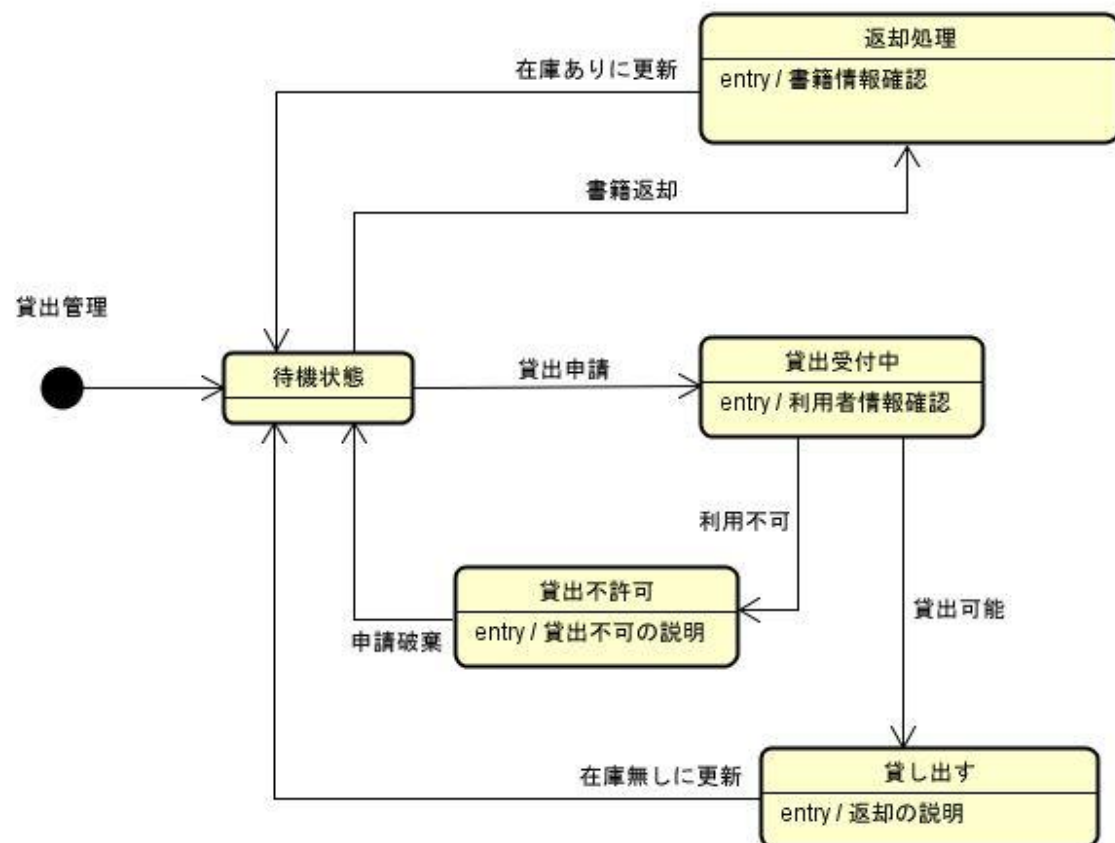 返却処理
entry / 書籍情報確認
在庫ありに更新
書籍返却
貸出管理
待機状態
貸出申請
貸出受付中
entry / 利用者情報確認
利用不可
貸出不許可
entry / 貸出不可の説明
申請破棄
貸出可能
在庫無しに更新
貸し出す
entry / 返却の説明